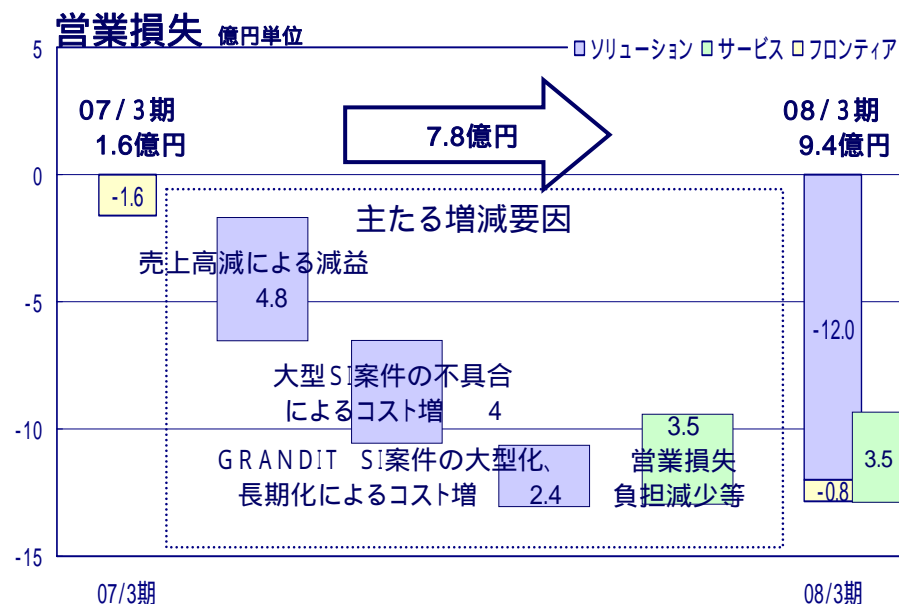 営業損失 億円単位
ソリューション サービス フロンティア
5
0
-5
-10
-15
07/3期
1.6億円
7.8億円
08/3期
9.4億円
-1.6
主たる増減要因
売上高減による減益
4.8
大型SI案件の不具合
によるコスト増 4
GRANDIT SI案件の大型化、
長期化によるコスト増 2.4
3.5
営業損失
負担減少等
-12.0
-0.8
3.5
07/3期
08/3期